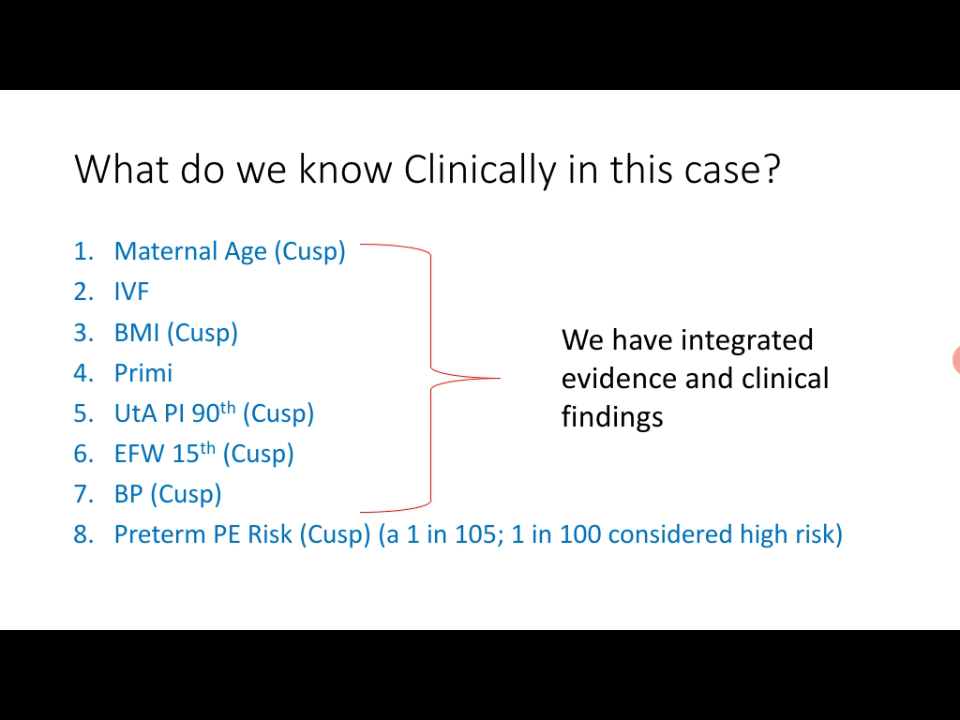 What do we know Clinically in this case?
1. Maternal Age (Cusp)
2. IVF
3. BMI (Cusp)
4. Primi
5. UtA PI 90th (Cusp)
6. EFW 15th (Cusp)
7. BP (Cusp)
8. Preterm PE Risk (Cusp) (a 1 in 105; 1 in 100 considered high risk)
We have integrated
evidence and clinical
findings